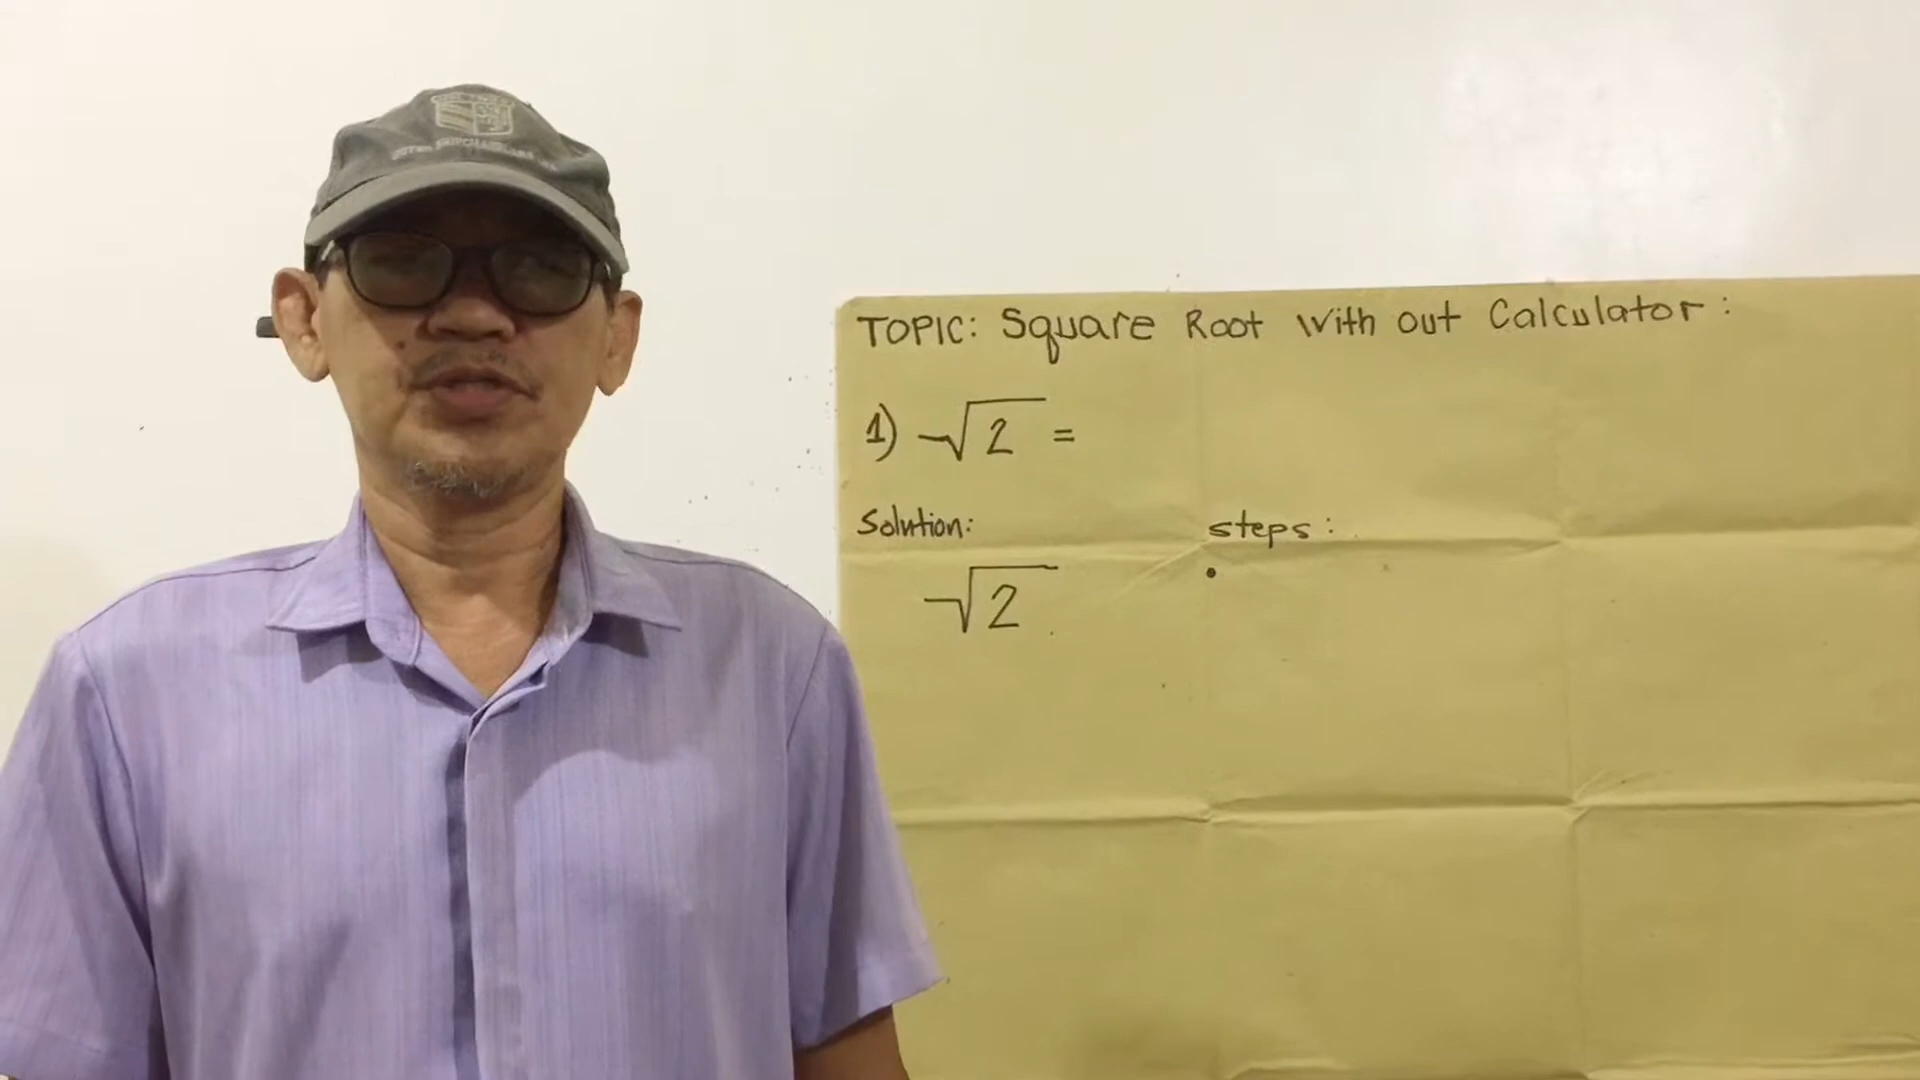 TOPIC: Square Root With out Calculator:
1) √2 =
Solution: steps:
√2